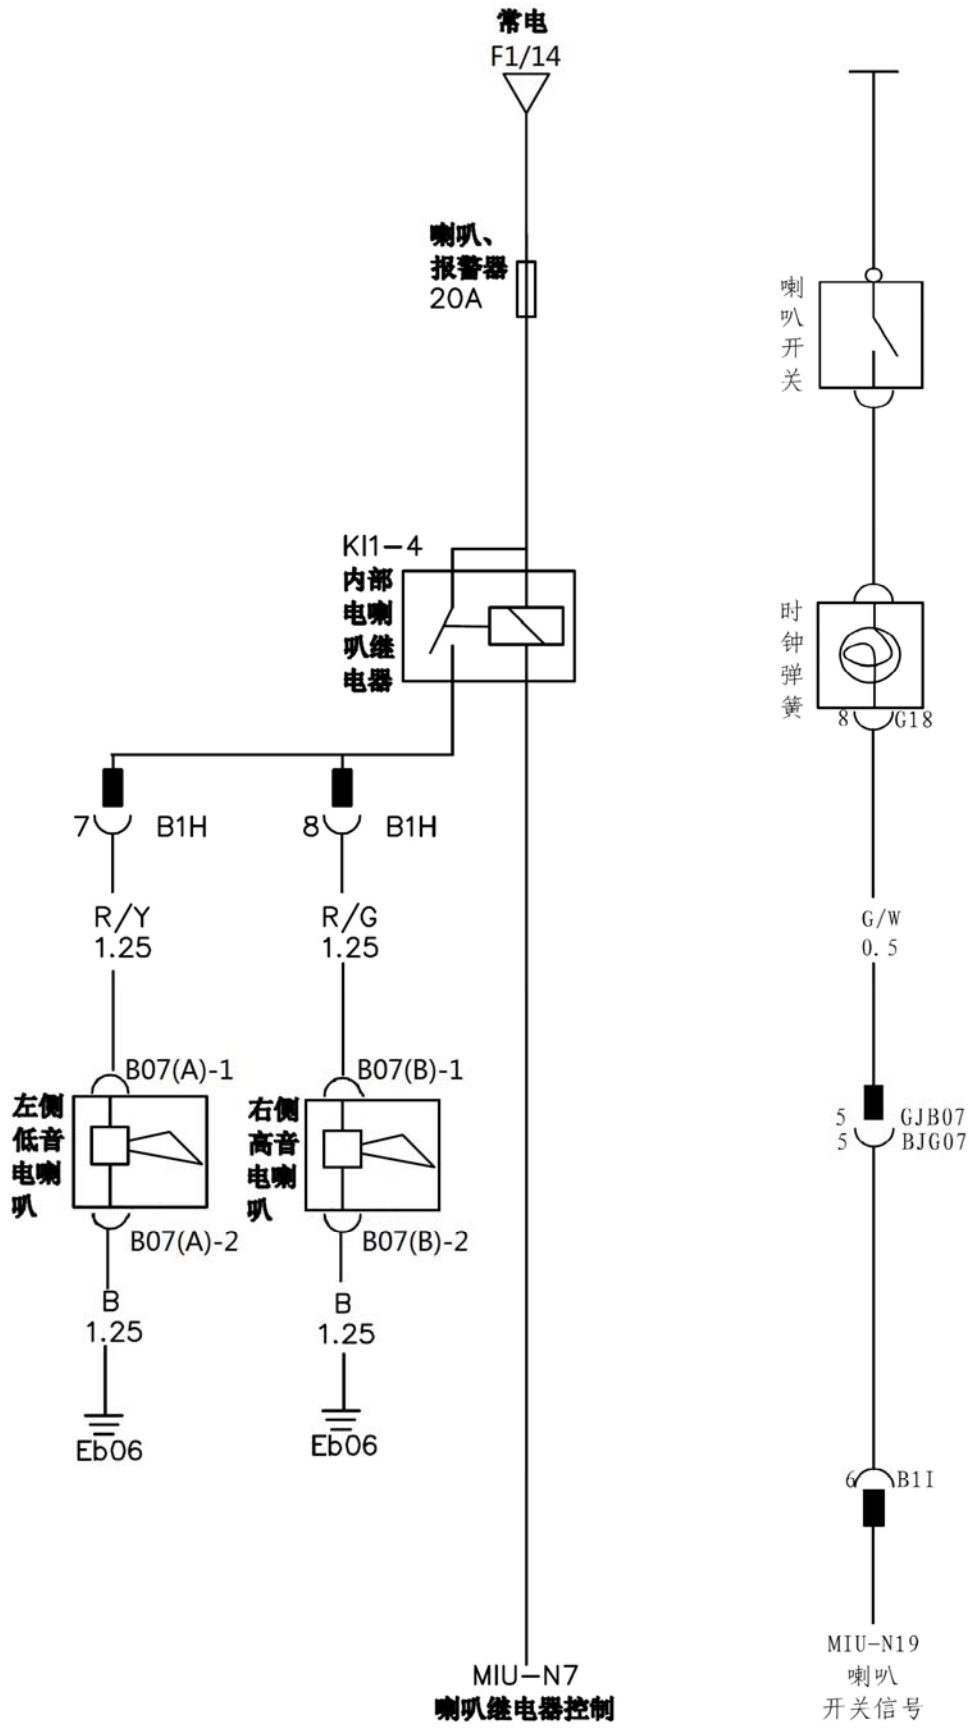 常电
F1/14
喇叭、
报警器
20A
KI1-4
内部
电喇
叭继
电器
7 B1H
8 B1H
R/Y
1.25
R/G
1.25
B07(A)-1
B07(B)-1
左侧
低音
电喇
叭
右侧
高音
电喇
叭
B07(A)-2
B07(B)-2
B
1.25
B
1.25
Eb06
Eb06
MIU-N7
喇叭继电器控制
喇
叭
开
关
时
钟
弹
簧
8 G18
G/W
0.5
5 GJB07
5 BJG07
6 B1I
MIU-N19
喇叭
开关信号